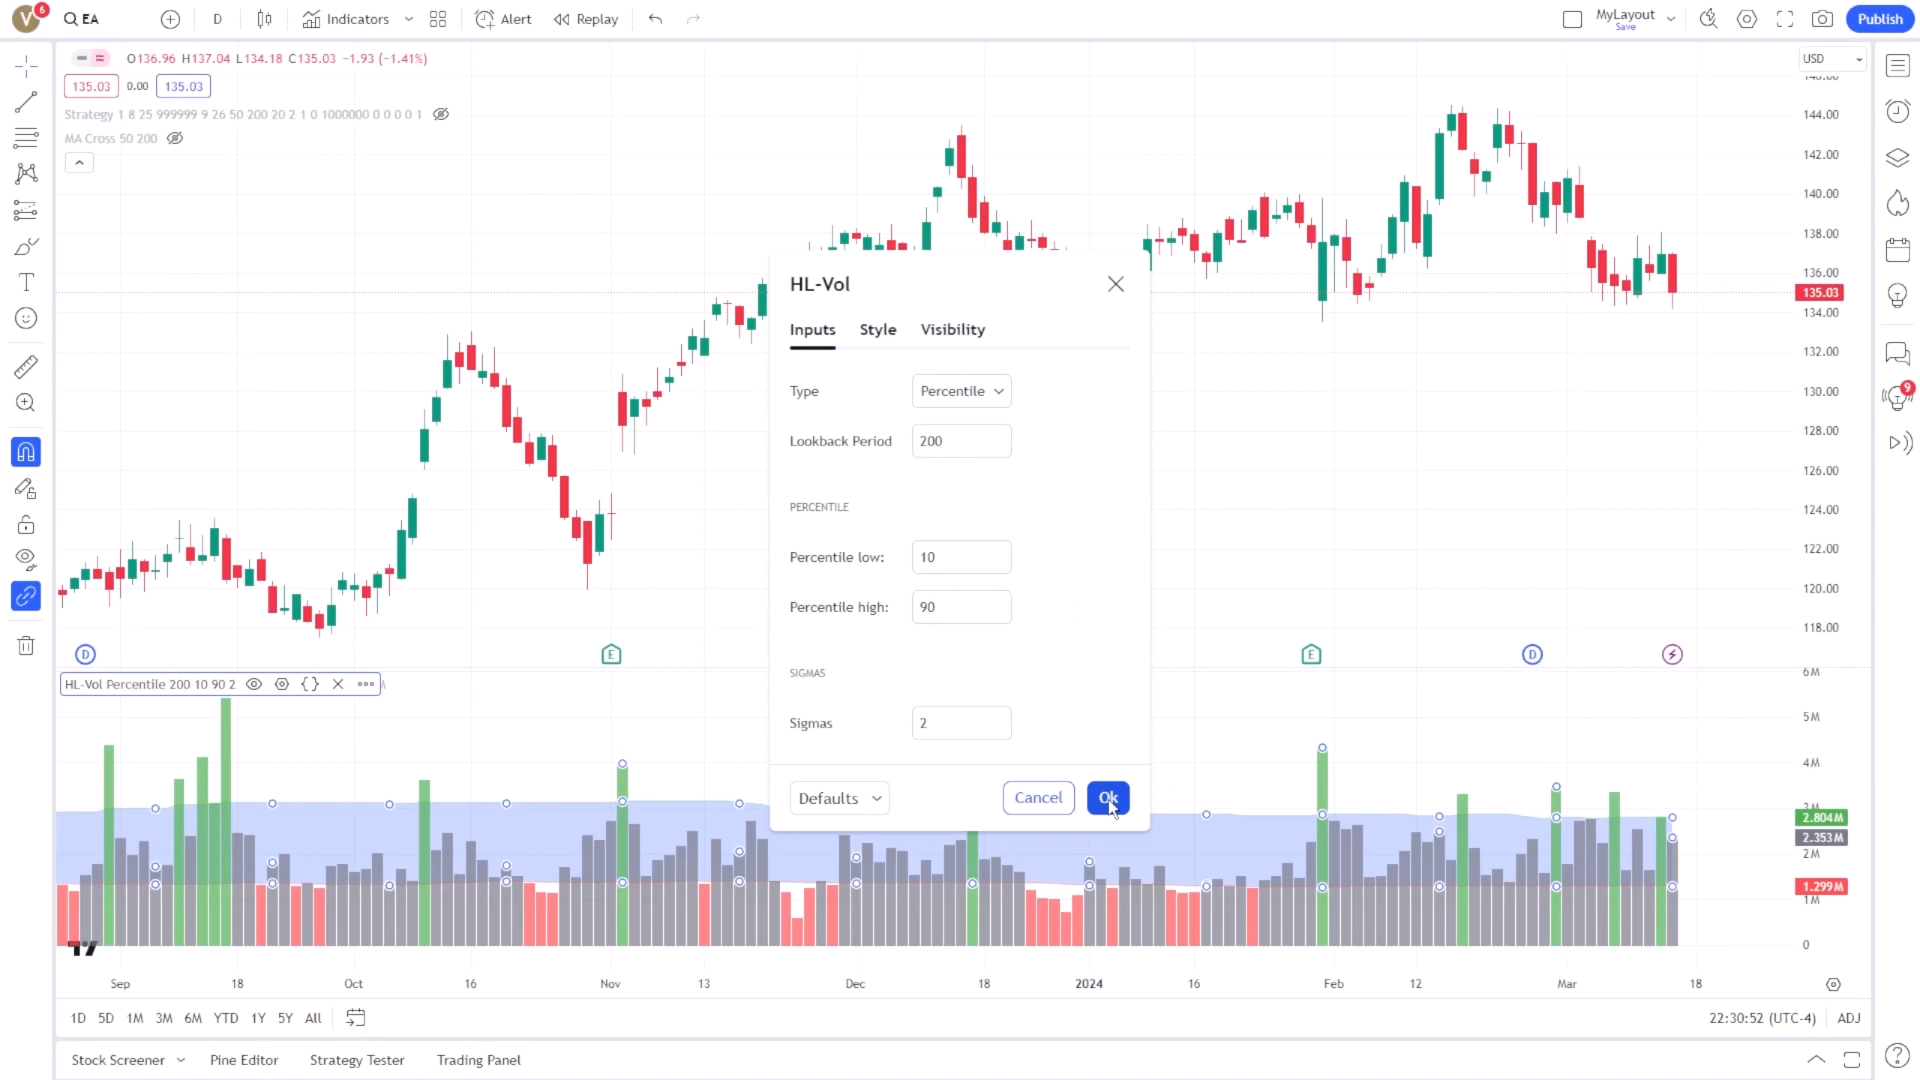 V 6 EA D Indicators Alert Replay MyLayout Save Publish
O136.96 H137.04 L134.18 C135.03 −1.93 (−1.41%)
USD
135.03 0.00 135.03
Strategy 1 8 25 999999 9 26 50 200 20 2 1 0 1000000 0 0 0 0 1
MA Cross 50 200
144.00
142.00
140.00
138.00
136.00
135.03
134.00
132.00
130.00
128.00
126.00
124.00
122.00
120.00
118.00
9
HL-Vol
Inputs Style Visibility
Type Percentile
Lookback Period 200
PERCENTILE
Percentile low: 10
Percentile high: 90
SIGMAS
Sigmas 2
Defaults Cancel Ok
D E E D
HL-Vol Percentile 200 10 90 2
6M
5M
4M
3M
2.804M
2.353M
2M
1.299M
1M
0
Sep 18 Oct 16 Nov 13 Dec 18 2024 16 Feb 12 Mar 18
1D 5D 1M 3M 6M YTD 1Y 5Y All 22:30:52 (UTC-4) ADJ
Stock Screener Pine Editor Strategy Tester Trading Panel